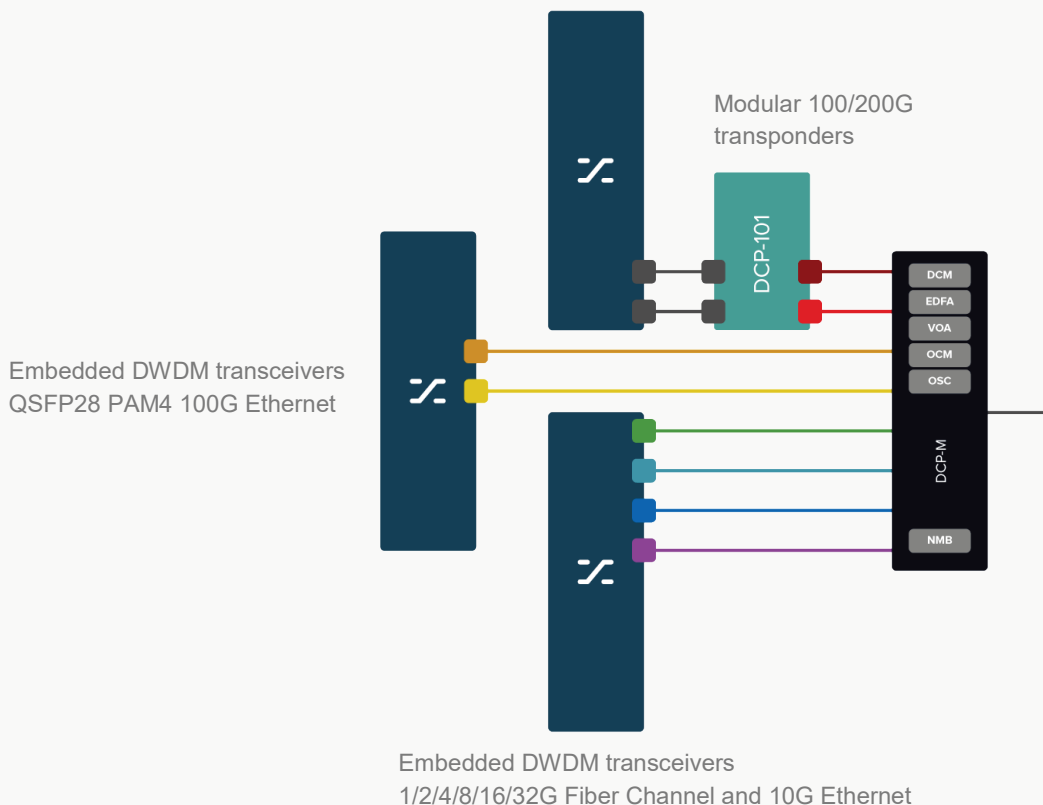 Modular 100/200G
transponders
DCP-101
DCM
EDFA
VOA
OCM
OSC
DCP-M
NMB
Embedded DWDM transceivers
QSFP28 PAM4 100G Ethernet
Embedded DWDM transceivers
1/2/4/8/16/32G Fiber Channel and 10G Ethernet